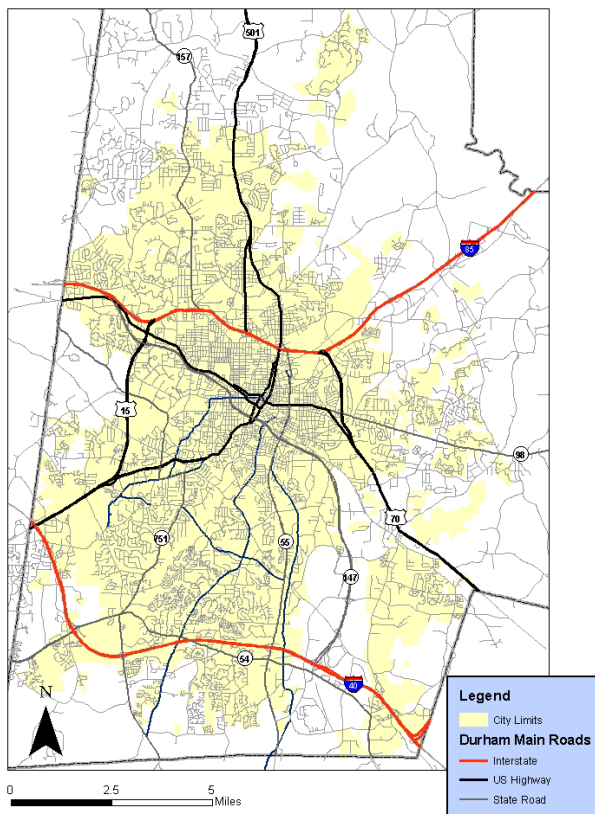 501
157
85
15
98
70
751
55
147
54
40
N
0 2.5 5
Miles
Legend
City Limits
Durham Main Roads
Interstate
US Highway
State Road